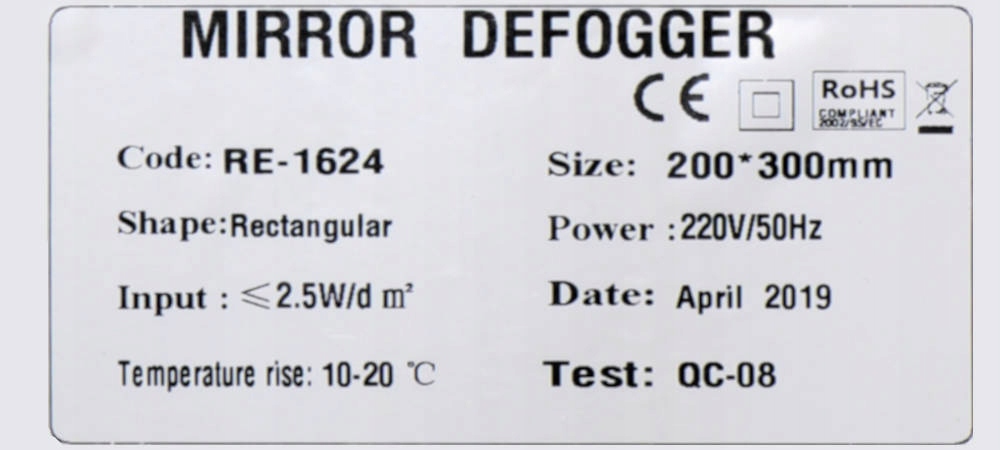 MIRROR DEFOGGER
CE
RoHS
COMPLIANT
2002/95/EC
Code: RE-1624
Size: 200*300mm
Shape:Rectangular
Power :220V/50Hz
Input : ≤2.5W/d m²
Date: April 2019
Temperature rise: 10-20 ℃
Test: QC-08